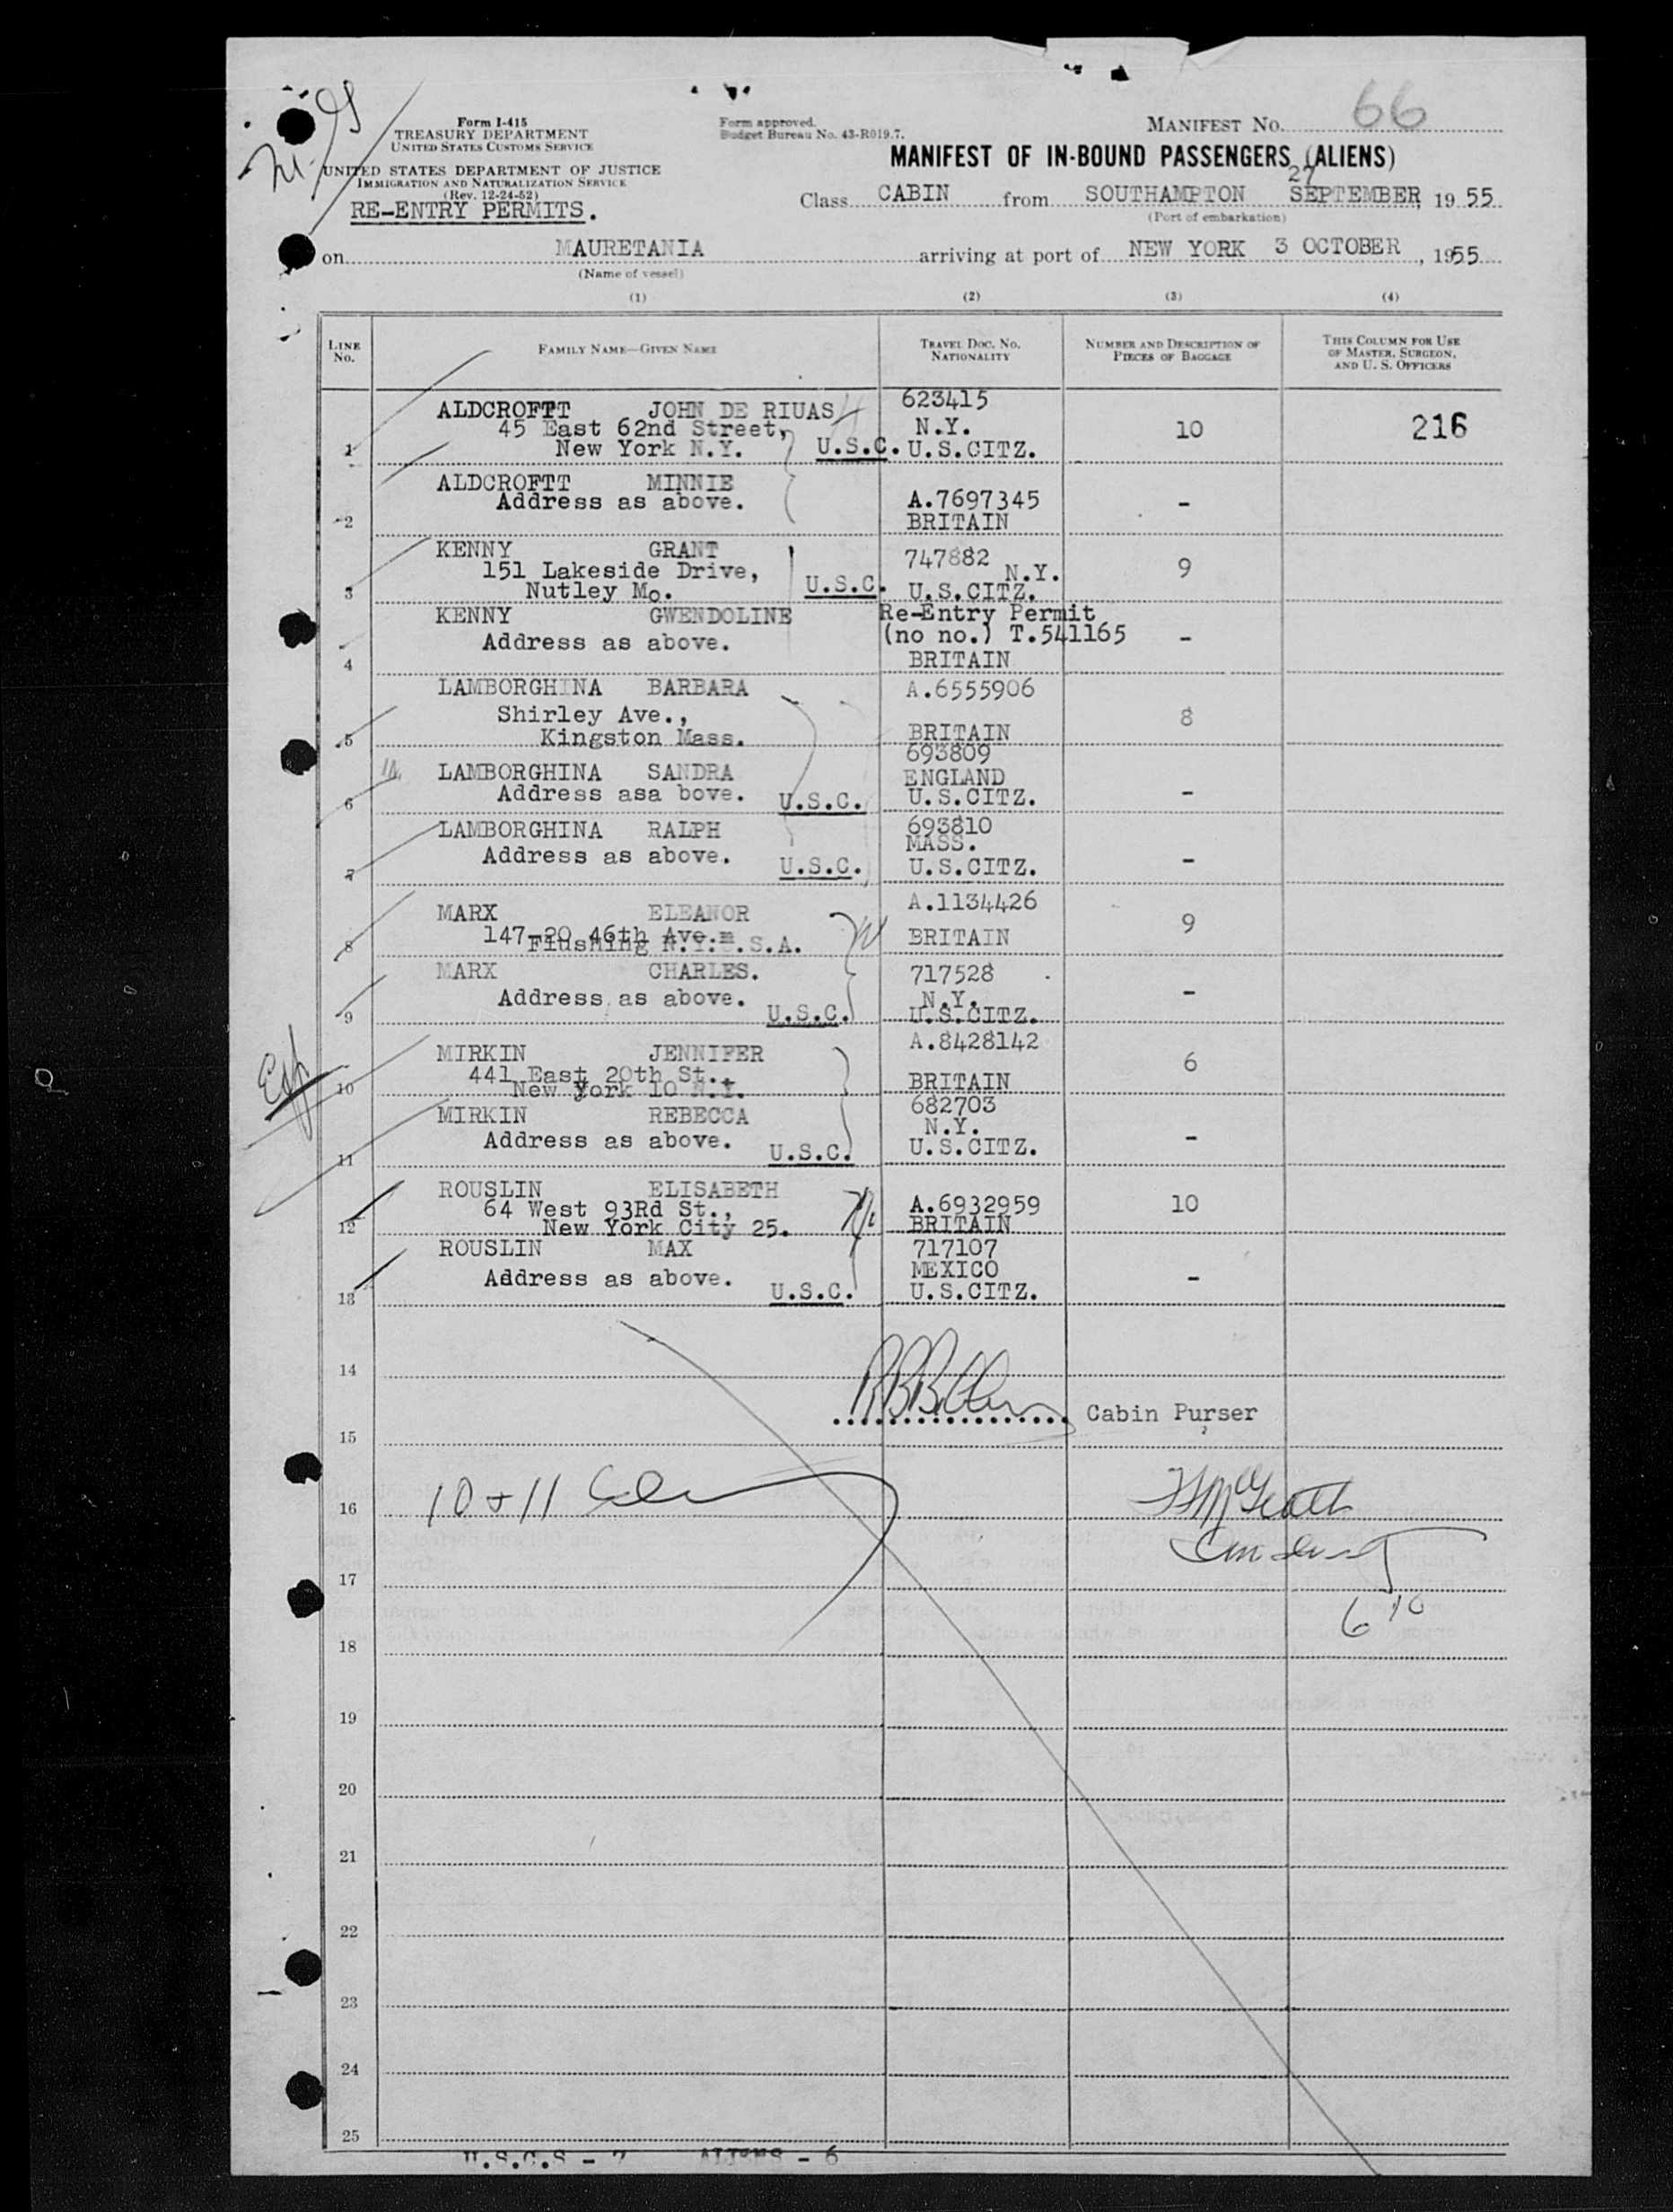 Form I-415
TREASURY DEPARTMENT
UNITED STATES CUSTOMS SERVICE
UNITED STATES DEPARTMENT OF JUSTICE
IMMIGRATION AND NATURALIZATION SERVICE
(Rev. 12-24-52)
RE-ENTRY PERMITS.
Form approved.
Budget Bureau No. 43-R019.7.
MANIFEST NO. 66
MANIFEST OF IN-BOUND PASSENGERS (ALIENS)
27
Class CABIN from SOUTHAMPTON SEPTEMBER, 1955
(Port of embarkation)
on MAURETANIA arriving at port of NEW YORK 3 OCTOBER, 1955
(Name of vessel)
(1) (2) (3) (4)
LINE NO. FAMILY NAME—GIVEN NAME TRAVEL DOC. NO. NATIONALITY NUMBER AND DESCRIPTION OF PIECES OF BAGGAGE THIS COLUMN FOR USE OF MASTER, SURGEON, AND U. S. OFFICERS
623415
ALDCROFTT JOHN DE RIUAS
45 East 62nd Street, N.Y. 10 216
1 New York N.Y. U.S.C. U.S.CITZ.
ALDCROFTT MINNIE
Address as above. A.7697345 -
2 BRITAIN
KENNY GRANT 747882
151 Lakeside Drive, N.Y. 9
3 Nutley Mo. U.S.C. U.S.CITZ.
KENNY GWENDOLINE Re-Entry Permit
Address as above. (no no.) T.541165 -
4 BRITAIN
LAMBORGHINA BARBARA A.6555906
Shirley Ave., 8
5 Kingston Mass. BRITAIN
693809
LAMBORGHINA SANDRA ENGLAND
6 Address asa bove. U.S.C. U.S.CITZ. -
LAMBORGHINA RALPH 693810
MASS.
7 Address as above. U.S.C. U.S.CITZ. -
A.1134426
MARX ELEANOR 9
147-20 46th Ave. BRITAIN
8 Flushing N.Y. .S.A.
MARX CHARLES. 717528
Address as above. N.Y. -
9 U.S.C. U.S.CITZ.
A.8428142
MIRKIN JENNIFER 6
441 East 20th St., BRITAIN
Exp 10 New York 10 N.Y.
682703
MIRKIN REBECCA N.Y.
Address as above. U.S.CITZ. -
11 U.S.C.
ROUSLIN ELISABETH
64 West 93Rd St., A.6932959 10
12 New York City 25. BRITAIN
ROUSLIN MAX 717107
Address as above. MEXICO -
13 U.S.C. U.S.CITZ.
14
Cabin Purser
15
16 10 + 11
17
18
19
20
21
22
23
24
25
U.S.C.S - 7 ALIENS - 6